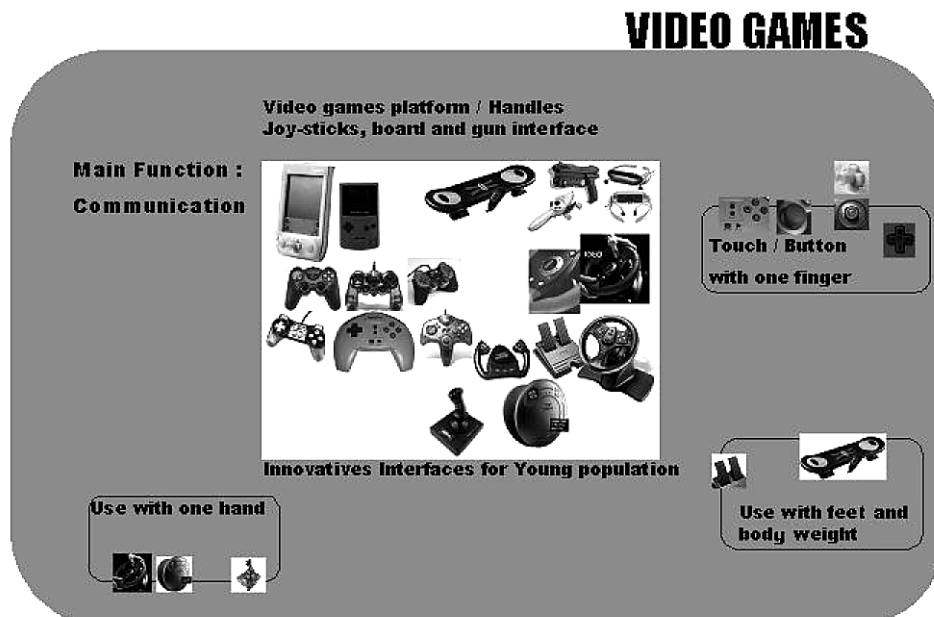 VIDEO GAMES
Video games platform / Handles
Joy-sticks, board and gun interface
Main Function :
Communication
Touch / Button
with one finger
Innovatives Interfaces for Young population
Use with one hand
Use with feet and
body weight